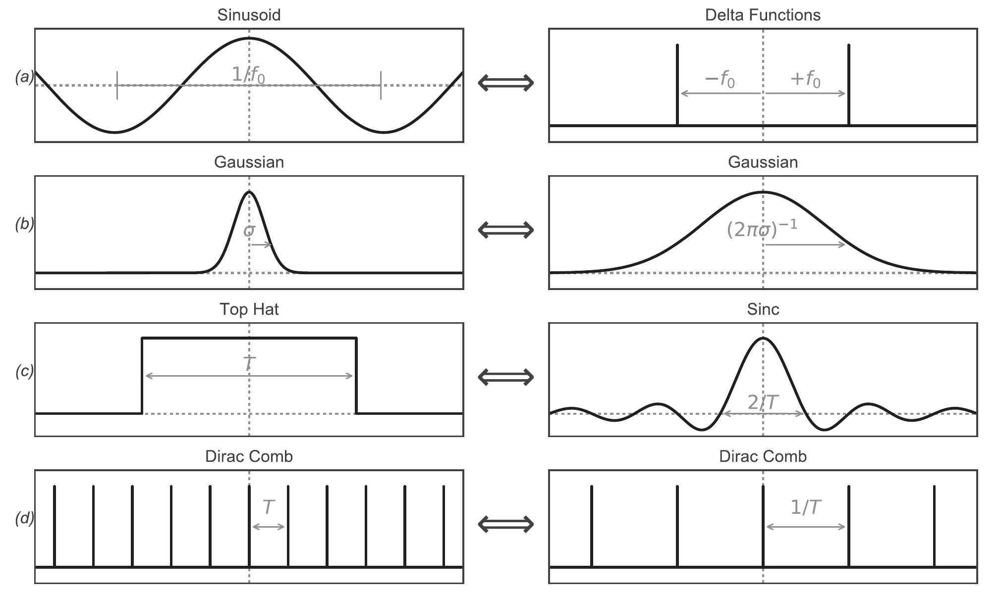 Sinusoid
Delta Functions
(a)
1/f₀
−f₀
+f₀
Gaussian
Gaussian
(b)
σ
(2πσ)⁻¹
Top Hat
Sinc
(c)
T
2/T
Dirac Comb
Dirac Comb
(d)
T
1/T